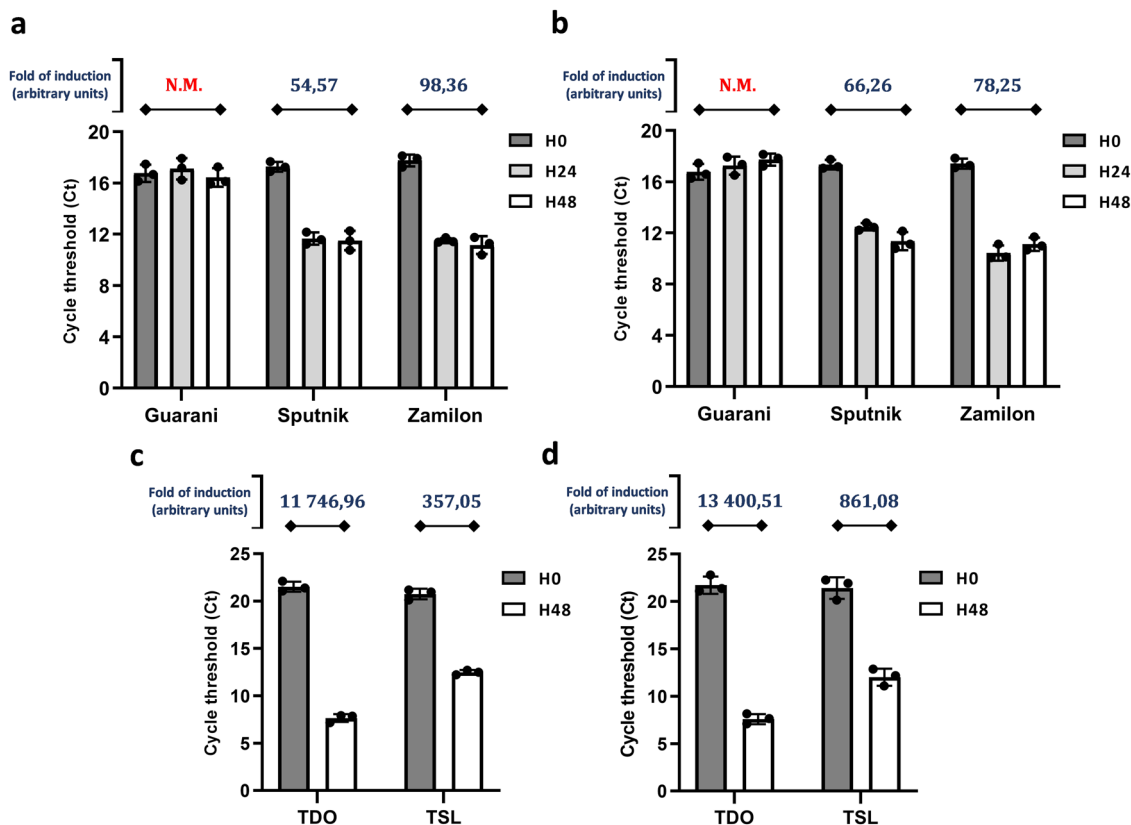 a
Fold of induction
(arbitrary units)
N.M.
54,57
98,36
Cycle threshold (Ct)
20
16
12
8
4
0
Guarani
Sputnik
Zamilon
H0
H24
H48
b
Fold of induction
(arbitrary units)
N.M.
66,26
78,25
Cycle threshold (Ct)
20
16
12
8
4
0
Guarani
Sputnik
Zamilon
H0
H24
H48
c
Fold of induction
(arbitrary units)
11 746,96
357,05
Cycle threshold (Ct)
25
20
15
10
5
0
TDO
TSL
H0
H48
d
Fold of induction
(arbitrary units)
13 400,51
861,08
Cycle threshold (Ct)
25
20
15
10
5
0
TDO
TSL
H0
H48